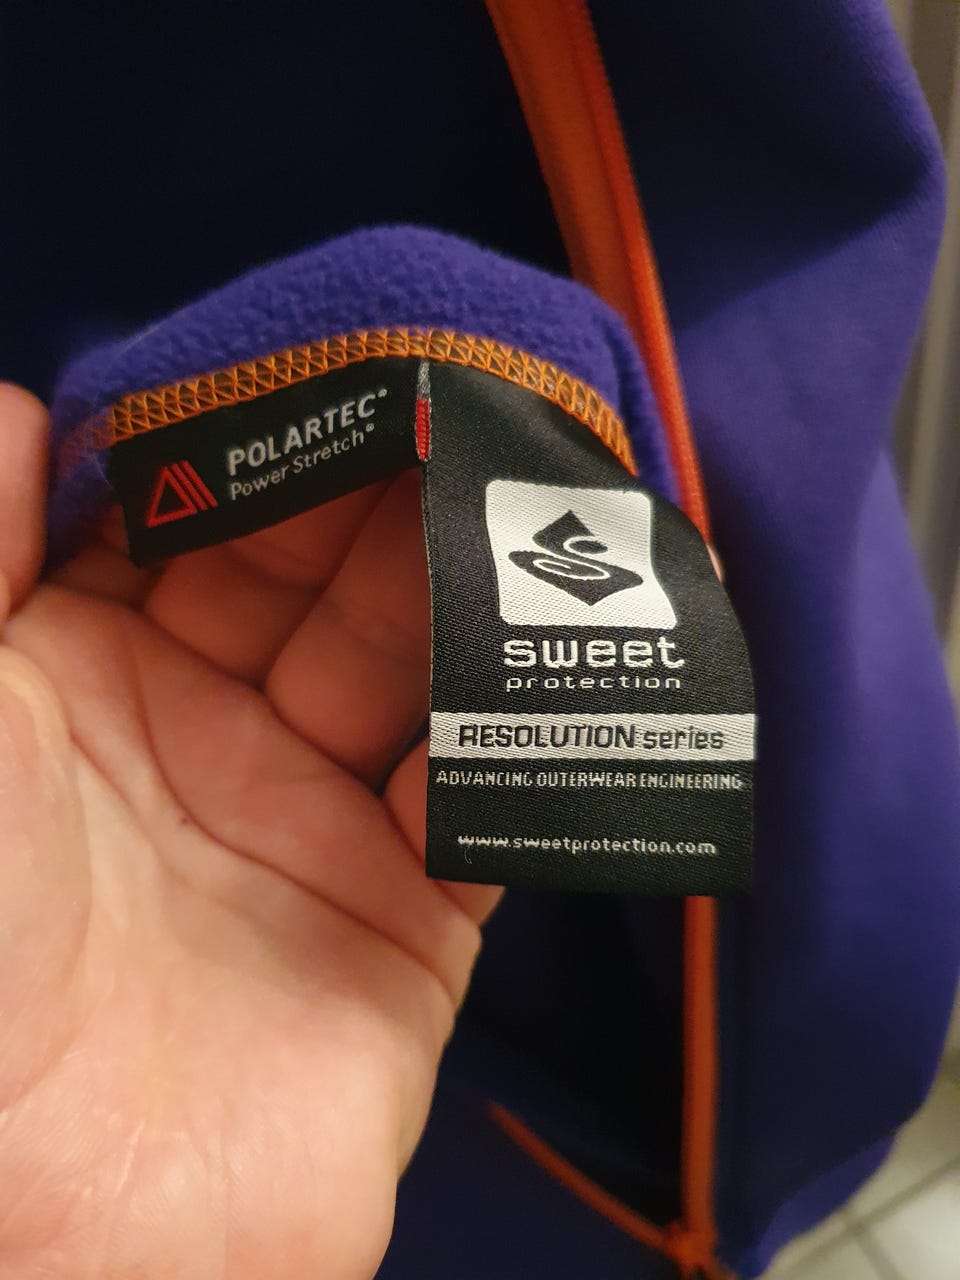 POLARTEC®
Power Stretch®
sweet
protection
RESOLUTION series
ADVANCING OUTERWEAR ENGINEERING
www.sweetprotection.com